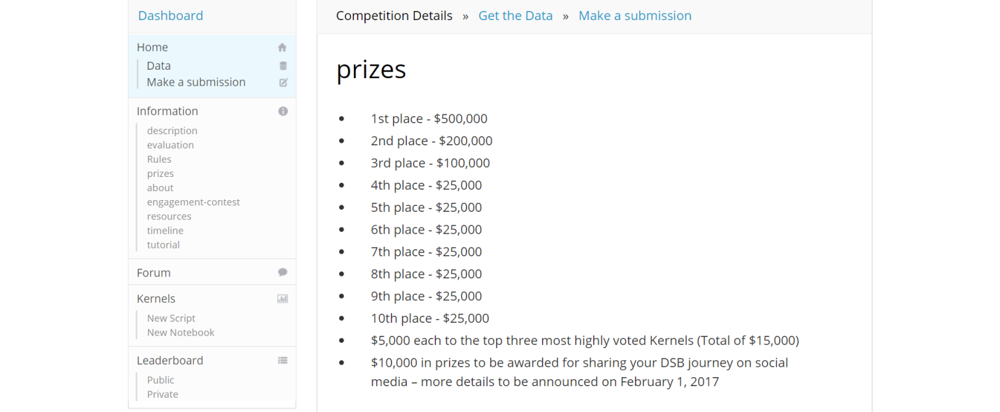 Dashboard
Home
Data
Make a submission
Information
description
evaluation
Rules
prizes
about
engagement-contest
resources
timeline
tutorial
Forum
Kernels
New Script
New Notebook
Leaderboard
Public
Private
Competition Details » Get the Data » Make a submission
prizes
• 1st place - $500,000
• 2nd place - $200,000
• 3rd place - $100,000
• 4th place - $25,000
• 5th place - $25,000
• 6th place - $25,000
• 7th place - $25,000
• 8th place - $25,000
• 9th place - $25,000
• 10th place - $25,000
• $5,000 each to the top three most highly voted Kernels (Total of $15,000)
• $10,000 in prizes to be awarded for sharing your DSB journey on social
media – more details to be announced on February 1, 2017